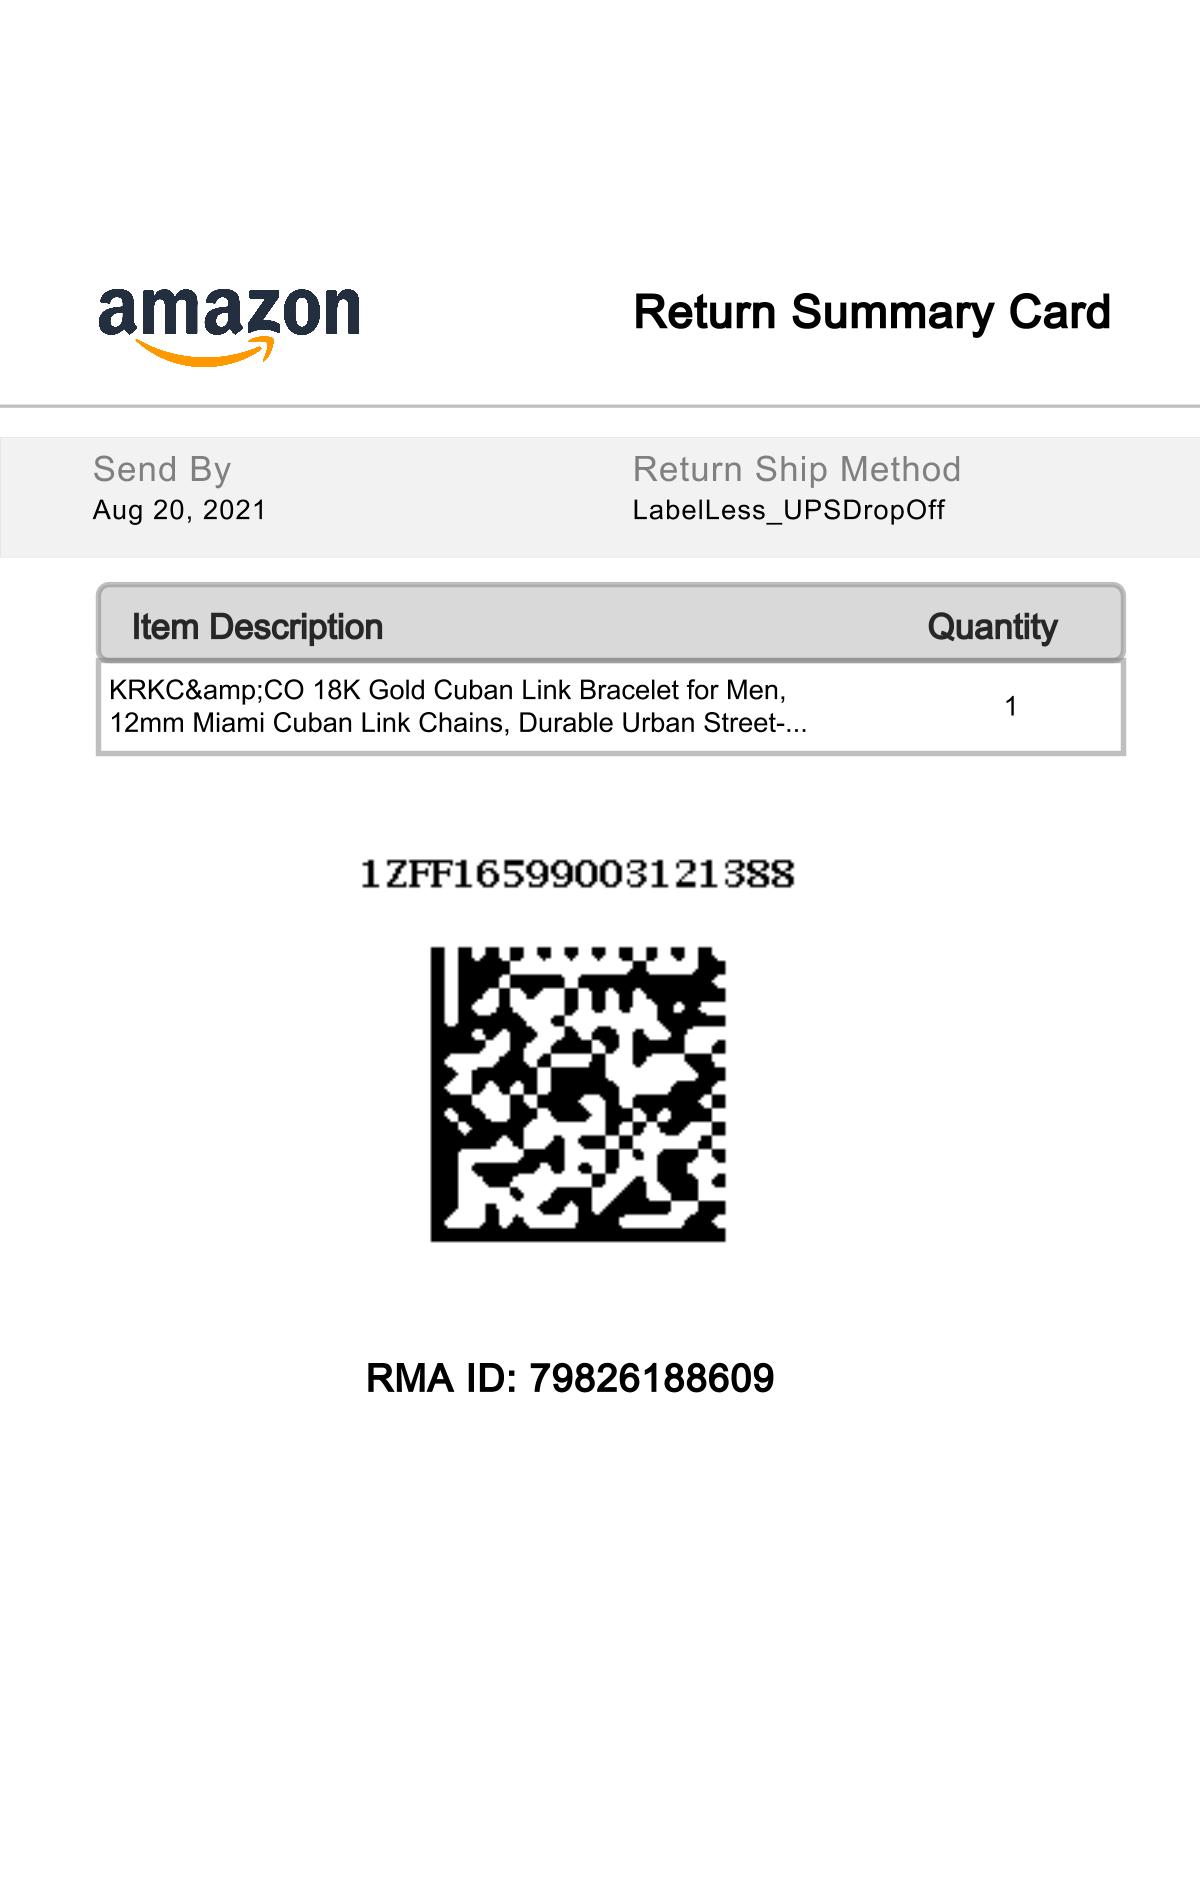 amazon
Return Summary Card
Send By
Return Ship Method
Aug 20, 2021
LabelLess_UPSDropOff
Item Description
Quantity
KRKC&amp;CO 18K Gold Cuban Link Bracelet for Men,
12mm Miami Cuban Link Chains, Durable Urban Street-...
1
1ZFF16599003121388
RMA ID: 79826188609